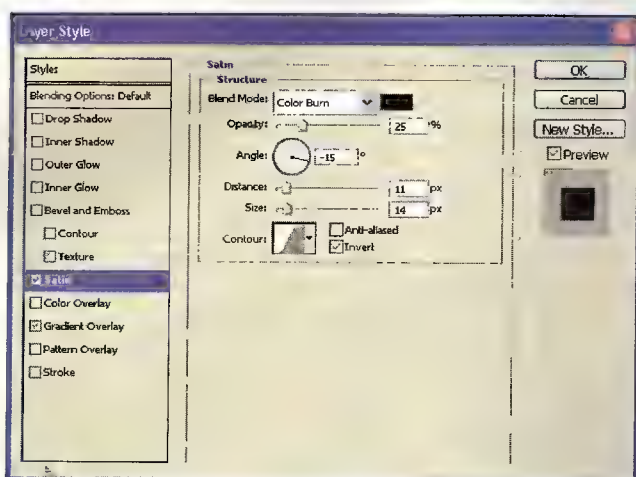 Layer Style
Styles
Blending Options: Default
Drop Shadow
Inner Shadow
Outer Glow
Inner Glow
Bevel and Emboss
Contour
Texture
Satin
Color Overlay
Gradient Overlay
Pattern Overlay
Stroke
Satin
Structure
Blend Mode: Color Burn
Opacity: 25 %
Angle: -15 °
Distance: 11 px
Size: 14 px
Contour: Anti-aliased
Invert
OK
Cancel
New Style...
Preview